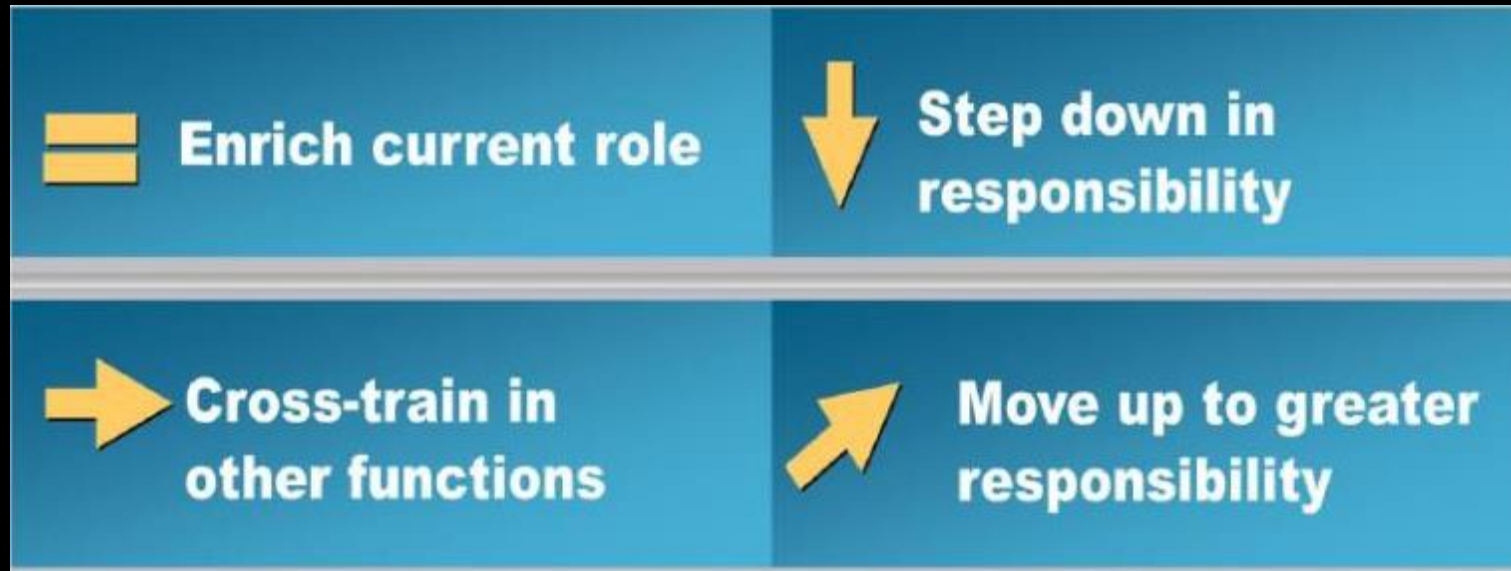 Enrich current role
Step down in
responsibility
Cross-train in
other functions
Move up to greater
responsibility